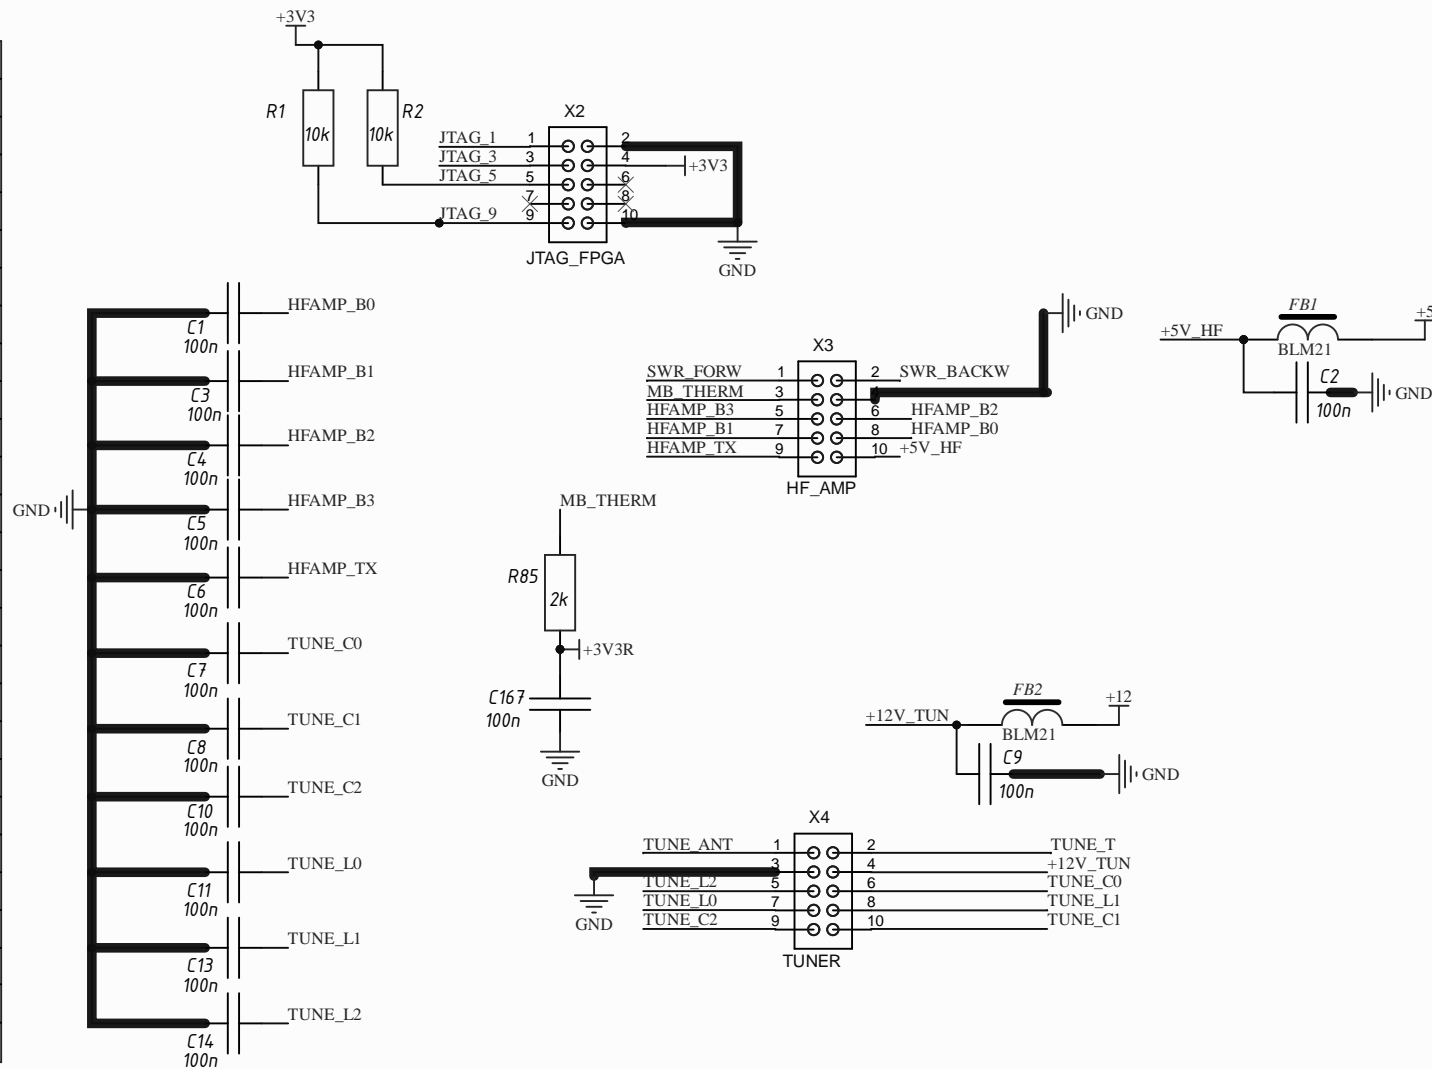 +3V3
R1
10k
10k
R2
X2
JTAG_1
1
2
JTAG_3
3
4
+3V3
JTAG_5
5
6
7
8
JTAG_9
9
10
JTAG_FPGA
GND
HFAMP_B0
C1
100n
HFAMP_B1
C3
100n
HFAMP_B2
C4
100n
GND
HFAMP_B3
C5
100n
HFAMP_TX
C6
100n
TUNE_C0
C7
100n
TUNE_C1
C8
100n
TUNE_C2
C10
100n
TUNE_L0
C11
100n
TUNE_L1
C13
100n
TUNE_L2
C14
100n
GND
X3
SWR_FORW
1
2
SWR_BACKW
MB_THERM
3
HFAMP_B3
5
6
HFAMP_B2
HFAMP_B1
7
8
HFAMP_B0
HFAMP_TX
9
10
+5V_HF
HF_AMP
FB1
+5V_HF
+5
BLM21
C2
100n
GND
MB_THERM
R85
2k
+3V3R
C167
100n
GND
FB2
+12
+12V_TUN
BLM21
C9
100n
GND
X4
TUNE_ANT
1
2
TUNE_T
3
4
+12V_TUN
TUNE_L2
5
6
TUNE_C0
TUNE_L0
7
8
TUNE_L1
TUNE_C2
9
10
TUNE_C1
GND
TUNER